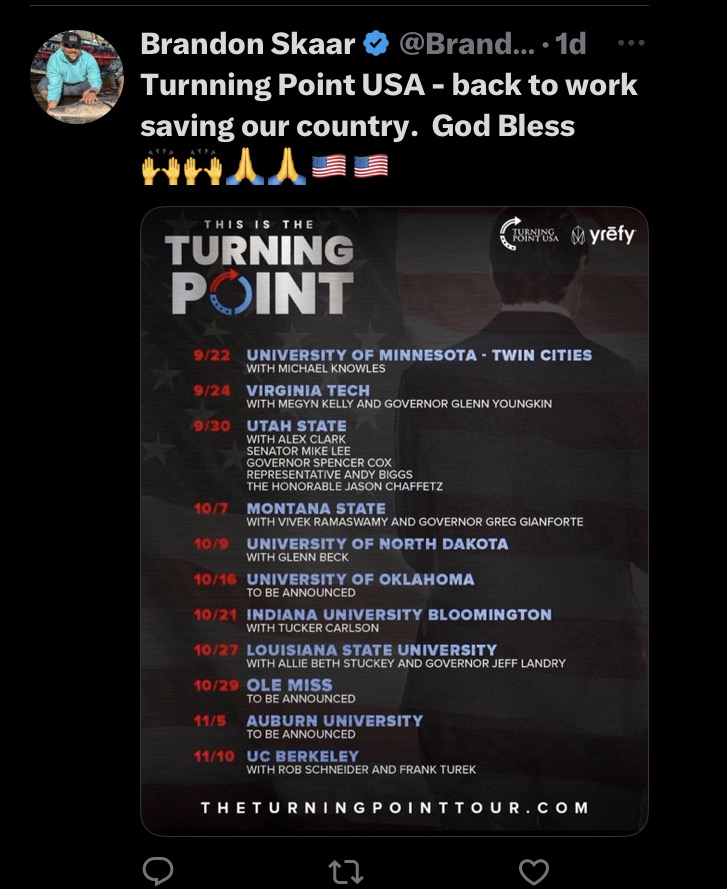 Brandon Skaar @Brand... · 1d ...
Turnning Point USA - back to work
saving our country. God Bless
🙌🙌🙏🙏🇺🇸🇺🇸
THIS IS THE
TURNING
POINT
TURNING
POINT USA
yrēfy
9/22 UNIVERSITY OF MINNESOTA - TWIN CITIES
WITH MICHAEL KNOWLES
9/24 VIRGINIA TECH
WITH MEGYN KELLY AND GOVERNOR GLENN YOUNGKIN
9/30 UTAH STATE
WITH ALEX CLARK
SENATOR MIKE LEE
GOVERNOR SPENCER COX
REPRESENTATIVE ANDY BIGGS
THE HONORABLE JASON CHAFFETZ
10/7 MONTANA STATE
WITH VIVEK RAMASWAMY AND GOVERNOR GREG GIANFORTE
10/9 UNIVERSITY OF NORTH DAKOTA
WITH GLENN BECK
10/16 UNIVERSITY OF OKLAHOMA
TO BE ANNOUNCED
10/21 INDIANA UNIVERSITY BLOOMINGTON
WITH TUCKER CARLSON
10/27 LOUISIANA STATE UNIVERSITY
WITH ALLIE BETH STUCKEY AND GOVERNOR JEFF LANDRY
10/29 OLE MISS
TO BE ANNOUNCED
11/5 AUBURN UNIVERSITY
TO BE ANNOUNCED
11/10 UC BERKELEY
WITH ROB SCHNEIDER AND FRANK TUREK
THETURNINGPOINTTOUR.COM